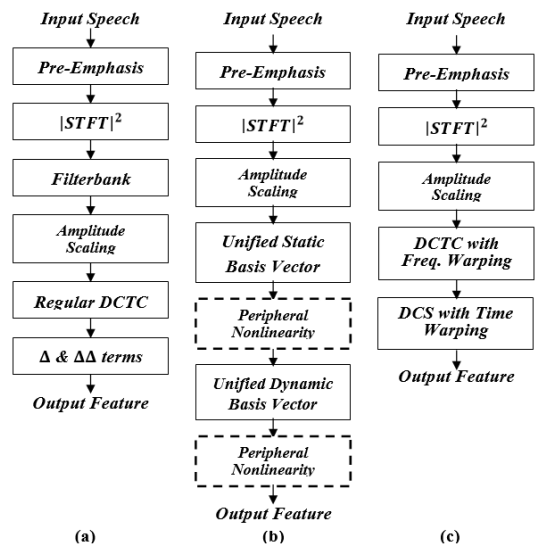 Input Speech
Pre-Emphasis
|STFT|²
Filterbank
Amplitude
Scaling
Regular DCTC
Δ & ΔΔ terms
Output Feature
(a)
Input Speech
Pre-Emphasis
|STFT|²
Amplitude
Scaling
Unified Static
Basis Vector
Peripheral
Nonlinearity
Unified Dynamic
Basis Vector
Peripheral
Nonlinearity
Output Feature
(b)
Input Speech
Pre-Emphasis
|STFT|²
Amplitude
Scaling
DCTC with
Freq. Warping
DCS with Time
Warping
Output Feature
(c)